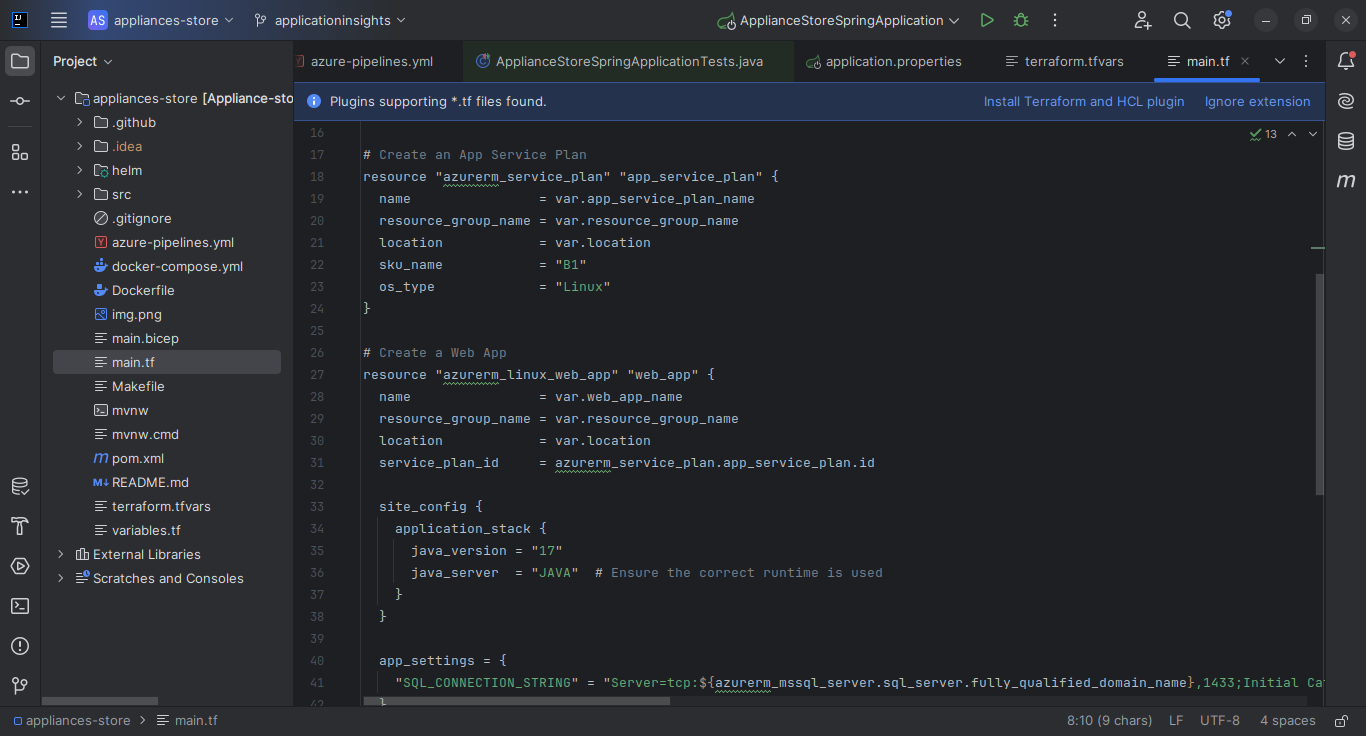 AS appliances-store applicationinsights ApplianceStoreSpringApplication
Project
azure-pipelines.yml ApplianceStoreSpringApplicationTests.java application.properties terraform.tfvars main.tf
Plugins supporting *.tf files found. Install Terraform and HCL plugin Ignore extension
13
appliances-store [Appliance-sto
.github
.idea
helm
src
.gitignore
azure-pipelines.yml
docker-compose.yml
Dockerfile
img.png
main.bicep
main.tf
Makefile
mvnw
mvnw.cmd
pom.xml
README.md
terraform.tfvars
variables.tf
External Libraries
Scratches and Consoles
16
17 # Create an App Service Plan
18 resource "azurerm_service_plan" "app_service_plan" {
19 name = var.app_service_plan_name
20 resource_group_name = var.resource_group_name
21 location = var.location
22 sku_name = "B1"
23 os_type = "Linux"
24 }
25
26 # Create a Web App
27 resource "azurerm_linux_web_app" "web_app" {
28 name = var.web_app_name
29 resource_group_name = var.resource_group_name
30 location = var.location
31 service_plan_id = azurerm_service_plan.app_service_plan.id
32
33 site_config {
34 application_stack {
35 java_version = "17"
36 java_server = "JAVA" # Ensure the correct runtime is used
37 }
38 }
39
40 app_settings = {
41 "SQL_CONNECTION_STRING" = "Server=tcp:${azurerm_mssql_server.sql_server.fully_qualified_domain_name},1433;Initial Cat
42 }
appliances-store > main.tf 8:10 (9 chars) LF UTF-8 4 spaces